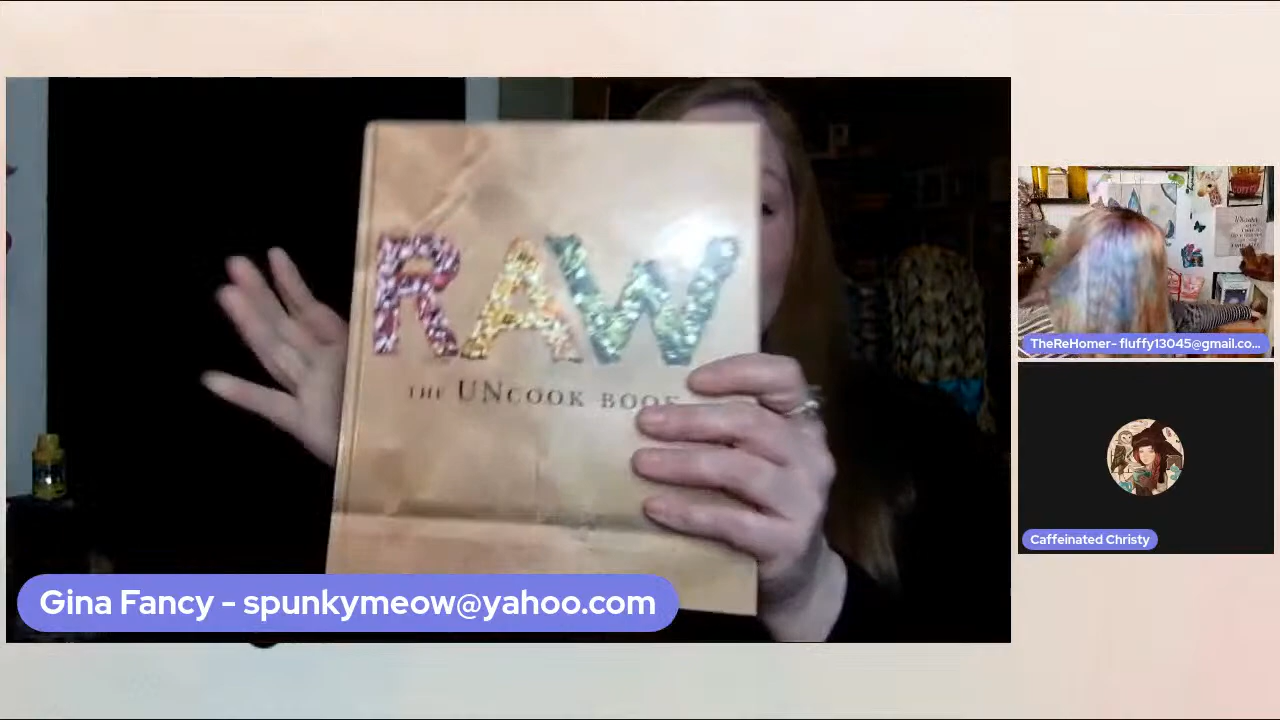 RAW
THE UNCOOK BOOK
Gina Fancy - spunkymeow@yahoo.com
TheReHomer- fluffy13045@gmail.co...
Caffeinated Christy